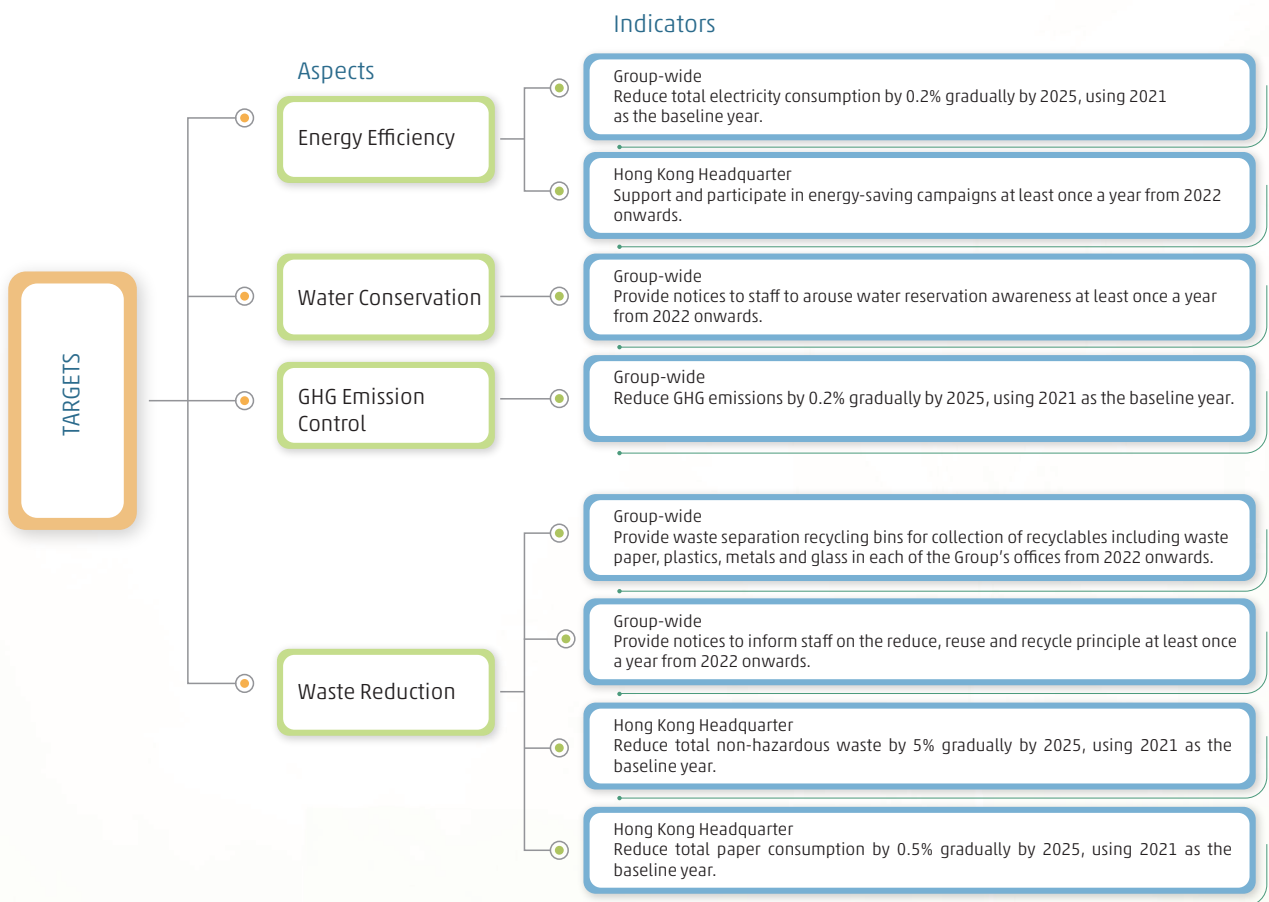 Indicators
Aspects
TARGETS
Energy Efficiency
Group-wide
Reduce total electricity consumption by 0.2% gradually by 2025, using 2021
as the baseline year.
Hong Kong Headquarter
Support and participate in energy-saving campaigns at least once a year from 2022
onwards.
Water Conservation
Group-wide
Provide notices to staff to arouse water reservation awareness at least once a year
from 2022 onwards.
GHG Emission
Control
Group-wide
Reduce GHG emissions by 0.2% gradually by 2025, using 2021 as the baseline year.
Waste Reduction
Group-wide
Provide waste separation recycling bins for collection of recyclables including waste
paper, plastics, metals and glass in each of the Group's offices from 2022 onwards.
Group-wide
Provide notices to inform staff on the reduce, reuse and recycle principle at least once
a year from 2022 onwards.
Hong Kong Headquarter
Reduce total non-hazardous waste by 5% gradually by 2025, using 2021 as the
baseline year.
Hong Kong Headquarter
Reduce total paper consumption by 0.5% gradually by 2025, using 2021 as the
baseline year.